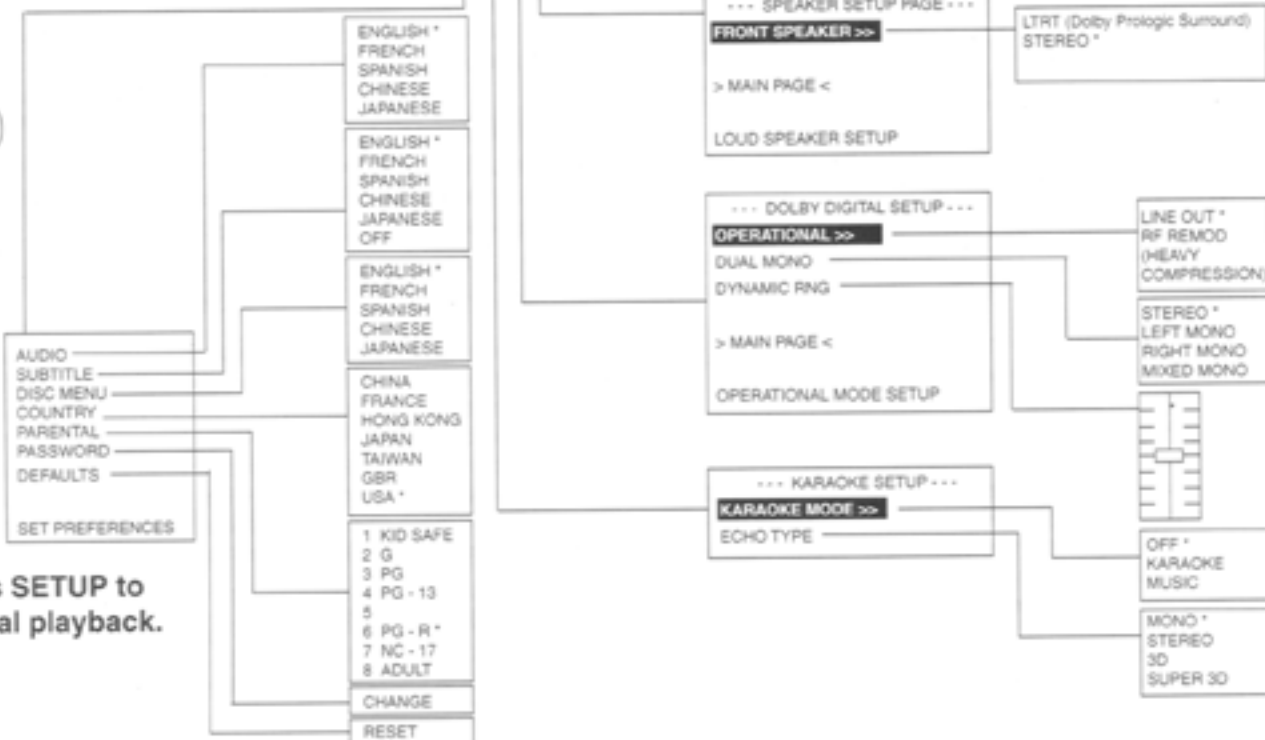 ENGLISH *
FRENCH
SPANISH
CHINESE
JAPANESE
ENGLISH *
FRENCH
SPANISH
CHINESE
JAPANESE
OFF
ENGLISH *
FRENCH
SPANISH
CHINESE
JAPANESE
AUDIO
SUBTITLE
DISC MENU
COUNTRY
PARENTAL
PASSWORD
DEFAULTS
SET PREFERENCES
CHINA
FRANCE
HONG KONG
JAPAN
TAIWAN
GBR
USA *
1 KID SAFE
2 G
3 PG
4 PG - 13
5
6 PG - R *
7 NC - 17
8 ADULT
CHANGE
RESET
s SETUP to
al playback.
--- SPEAKER SETUP PAGE ---
FRONT SPEAKER >>
> MAIN PAGE <
LOUD SPEAKER SETUP
LTRT (Dolby Prologic Surround)
STEREO *
--- DOLBY DIGITAL SETUP ---
OPERATIONAL >>
DUAL MONO
DYNAMIC RNG
> MAIN PAGE <
OPERATIONAL MODE SETUP
LINE OUT *
RF REMOD
(HEAVY
COMPRESSION)
STEREO *
LEFT MONO
RIGHT MONO
MIXED MONO
--- KARAOKE SETUP ---
KARAOKE MODE >>
ECHO TYPE
OFF *
KARAOKE
MUSIC
MONO *
STEREO
3D
SUPER 3D